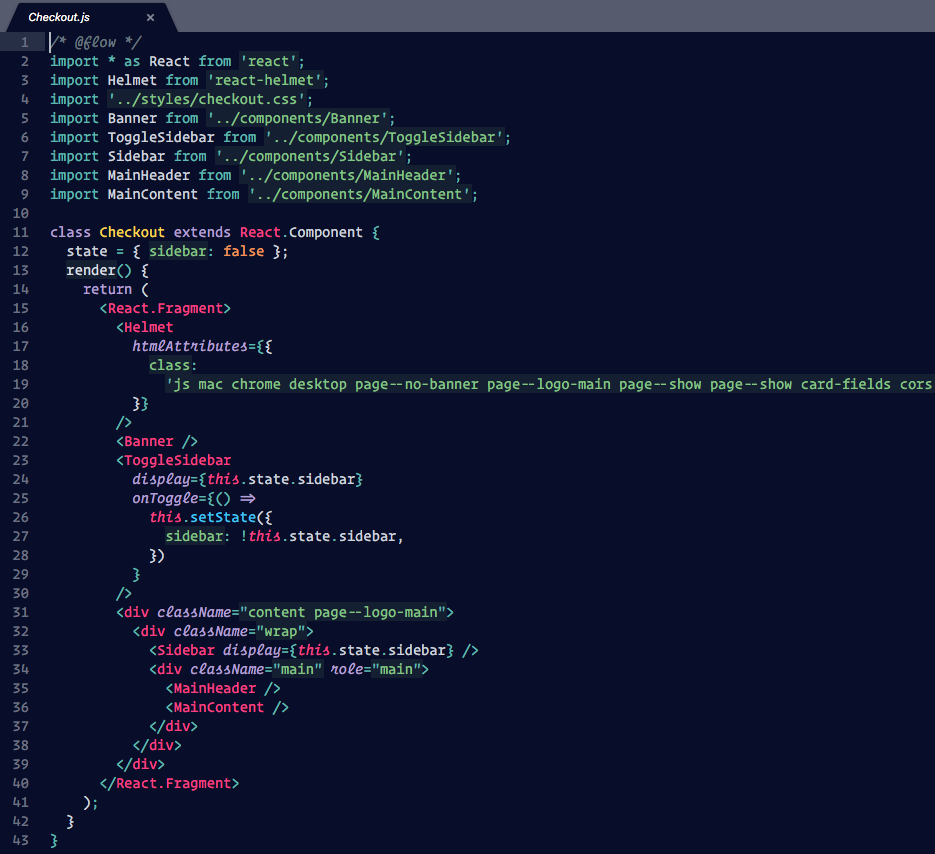 Checkout.js ×
1 /* @flow */
2 import * as React from 'react';
3 import Helmet from 'react-helmet';
4 import '../styles/checkout.css';
5 import Banner from '../components/Banner';
6 import ToggleSidebar from '../components/ToggleSidebar';
7 import Sidebar from '../components/Sidebar';
8 import MainHeader from '../components/MainHeader';
9 import MainContent from '../components/MainContent';
10
11 class Checkout extends React.Component {
12   state = { sidebar: false };
13   render() {
14     return (
15       <React.Fragment>
16         <Helmet
17           htmlAttributes={{
18             class:
19               'js mac chrome desktop page--no-banner page--logo-main page--show page--show card-fields cors
20           }}
21         />
22         <Banner />
23         <ToggleSidebar
24           display={this.state.sidebar}
25           onToggle={() =>
26             this.setState({
27               sidebar: !this.state.sidebar,
28             })
29           }
30         />
31         <div className="content page--logo-main">
32           <div className="wrap">
33             <Sidebar display={this.state.sidebar} />
34             <div className="main" role="main">
35               <MainHeader />
36               <MainContent />
37             </div>
38           </div>
39         </div>
40       </React.Fragment>
41     );
42   }
43 }